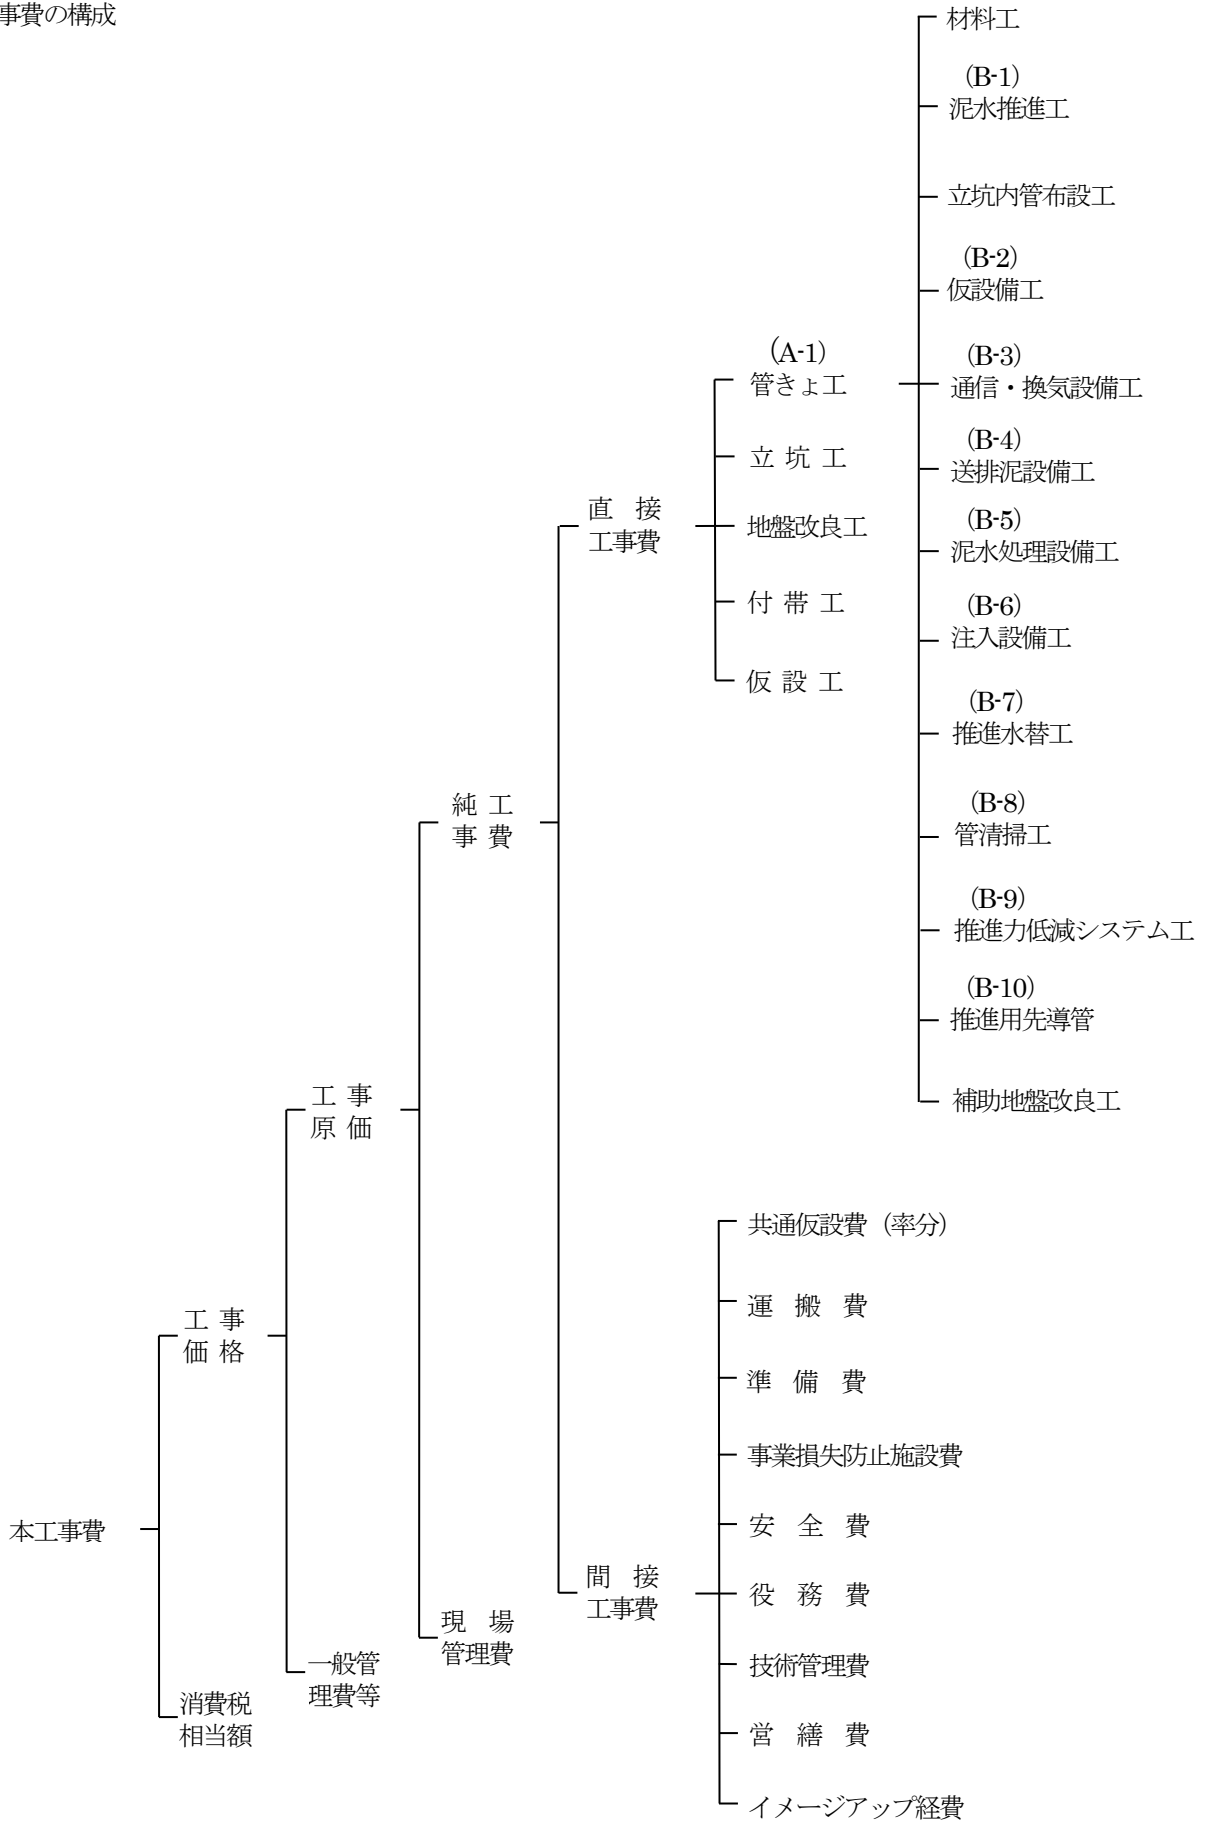 事費の構成
材料工
(B-1)
泥水推進工
立坑内管布設工
(B-2)
仮設備工
(A-1)
管きょ工
(B-3)
通信・換気設備工
(B-4)
送排泥設備工
立 坑 工
(B-5)
泥水処理設備工
直 接
工事費
地盤改良工
(B-6)
注入設備工
付 帯 工
仮 設 工
(B-7)
推進水替工
純 工
事 費
(B-8)
管清掃工
(B-9)
推進力低減システム工
(B-10)
推進用先導管
補助地盤改良工
工 事
原 価
共通仮設費（率分）
運 搬 費
工 事
価 格
準 備 費
事業損失防止施設費
本工事費
安 全 費
間 接
工事費
役 務 費
現 場
管理費
技術管理費
一般管
理費等
消費税
相当額
営 繕 費
イメージアップ経費